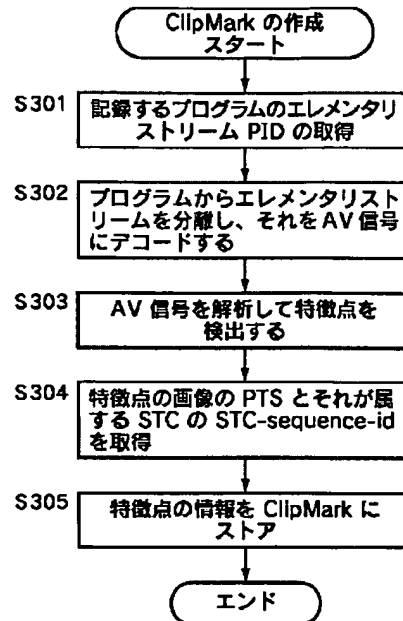 ClipMark の作成
スタート
S301
記録するプログラムのエレメンタリ
ストリーム PID の取得
S302
プログラムからエレメンタリスト
リームを分離し、それをAV 信号
にデコードする
S303
AV 信号を解析して特徴点を
検出する
S304
特徴点の画像の PTS とそれが属
する STC の STC-sequence-id
を取得
S305
特徴点の情報を ClipMark に
ストア
エンド